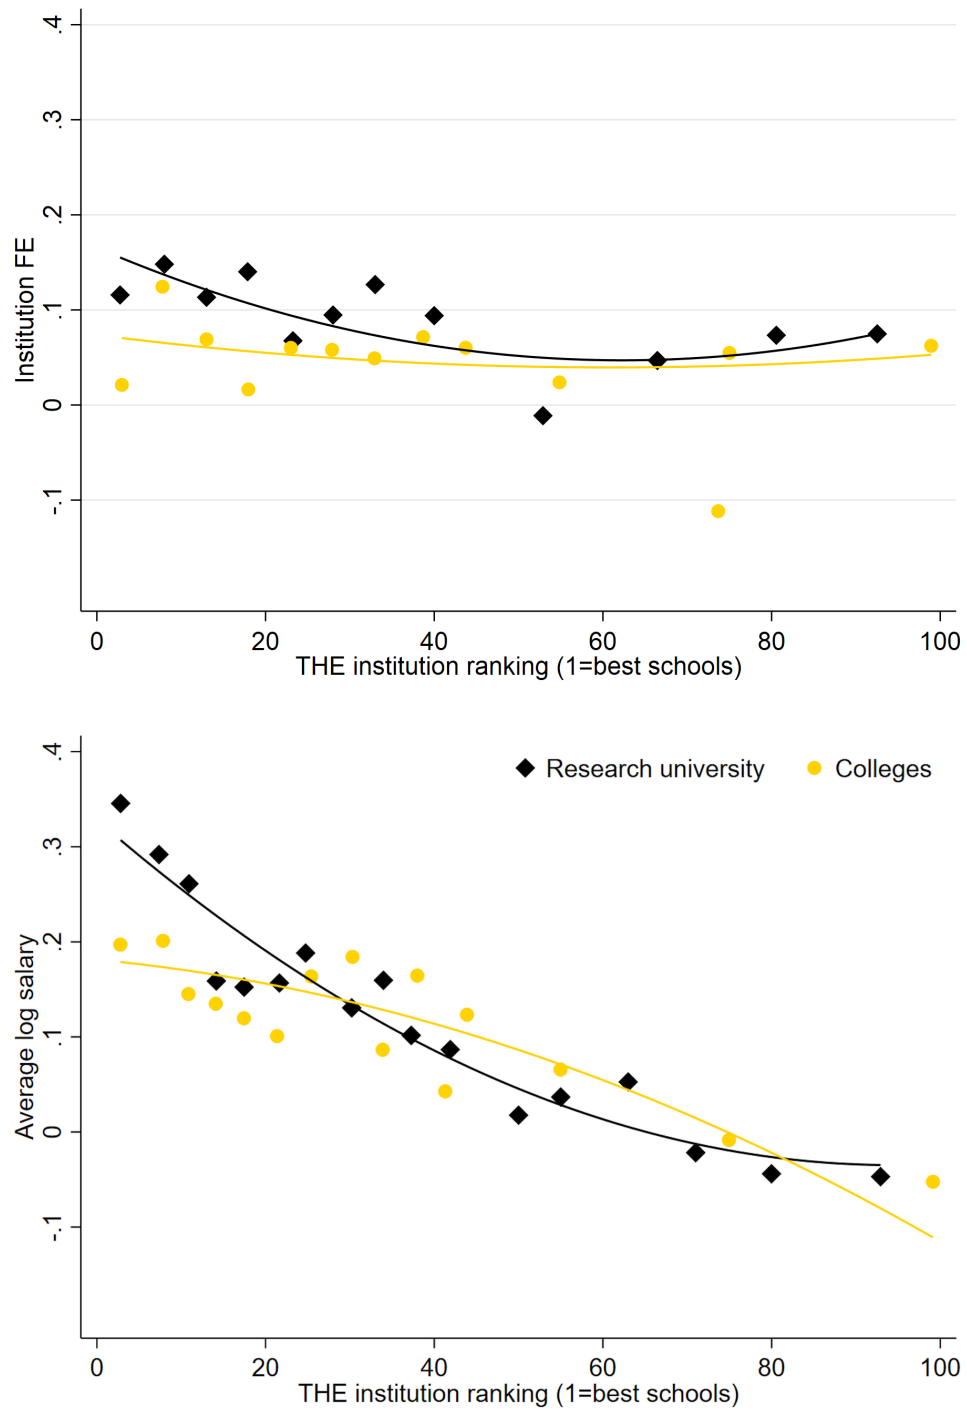 .4
.3
.2
.1
0
-.1
Institution FE
0 20 40 60 80 100
THE institution ranking (1=best schools)
Research university Colleges
.4
.3
.2
.1
0
-.1
Average log salary
0 20 40 60 80 100
THE institution ranking (1=best schools)